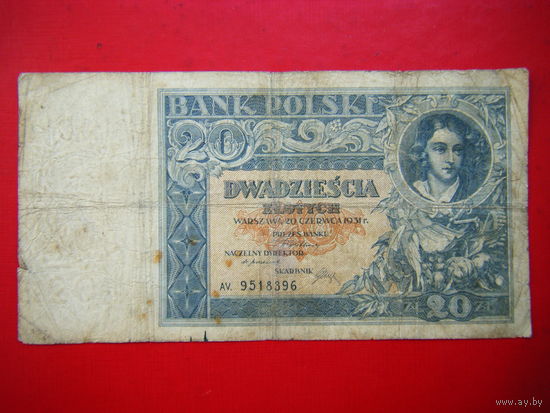 BANK POLSKI
20
DWADZIEŚCIA
ZŁOTYCH
WARSZAWA 20 CZERWCA 1931 r.
PREZES BANKU
NACZELNY DYREKTOR
SKARBNIK
AV. 9518396
20
www.ay.by